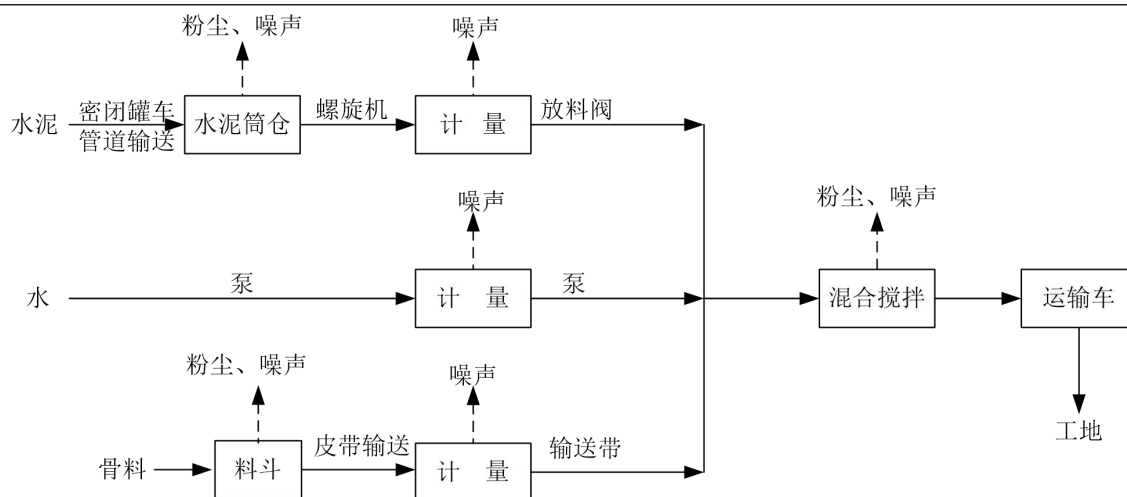 粉尘、噪声
噪声
水泥
密闭罐车
管道输送
水泥筒仓
螺旋机
计 量
放料阀
噪声
粉尘、噪声
水
泵
计 量
泵
混合搅拌
运输车
粉尘、噪声
噪声
工地
骨料
料斗
皮带输送
计 量
输送带